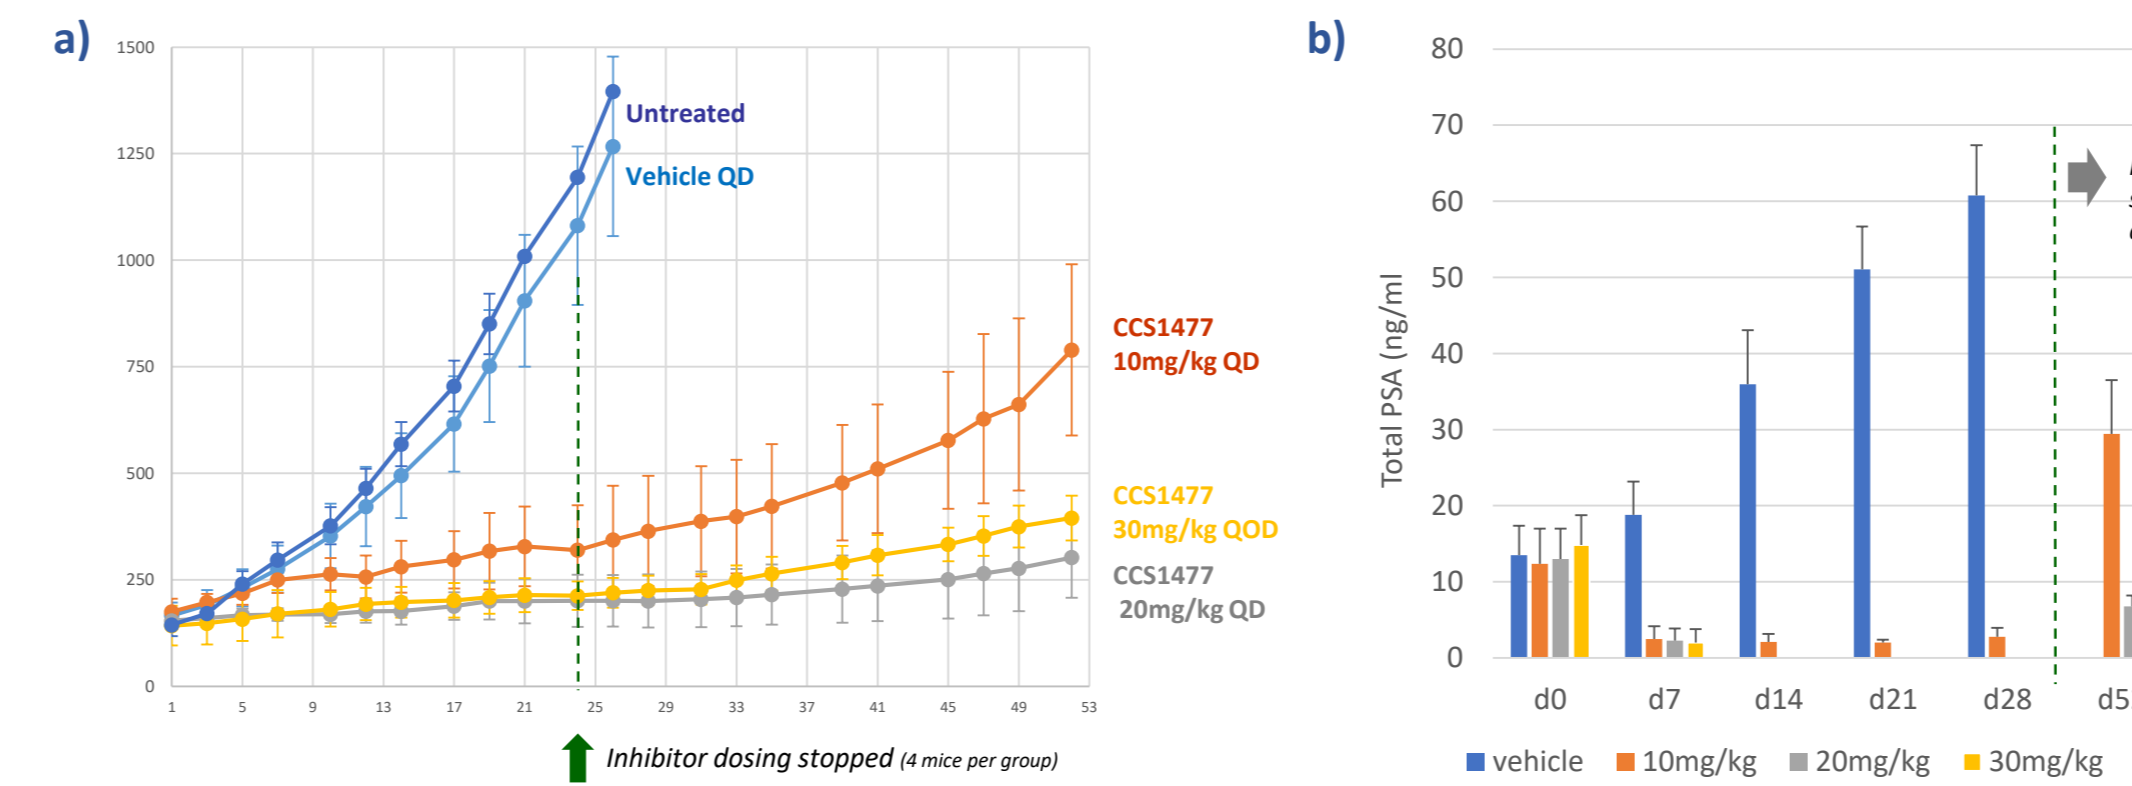 a)
1500
1250
1000
750
500
250
0
1 5 9 13 17 21 25 29 33 37 41 45 49 53
Untreated
Vehicle QD
CCS1477
10mg/kg QD
CCS1477
30mg/kg QOD
CCS1477
20mg/kg QD
Inhibitor dosing stopped (4 mice per group)
b)
Total PSA (ng/ml
80
70
60
50
40
30
20
10
0
d0 d7 d14 d21 d28
vehicle 10mg/kg 20mg/kg 30mg/kg